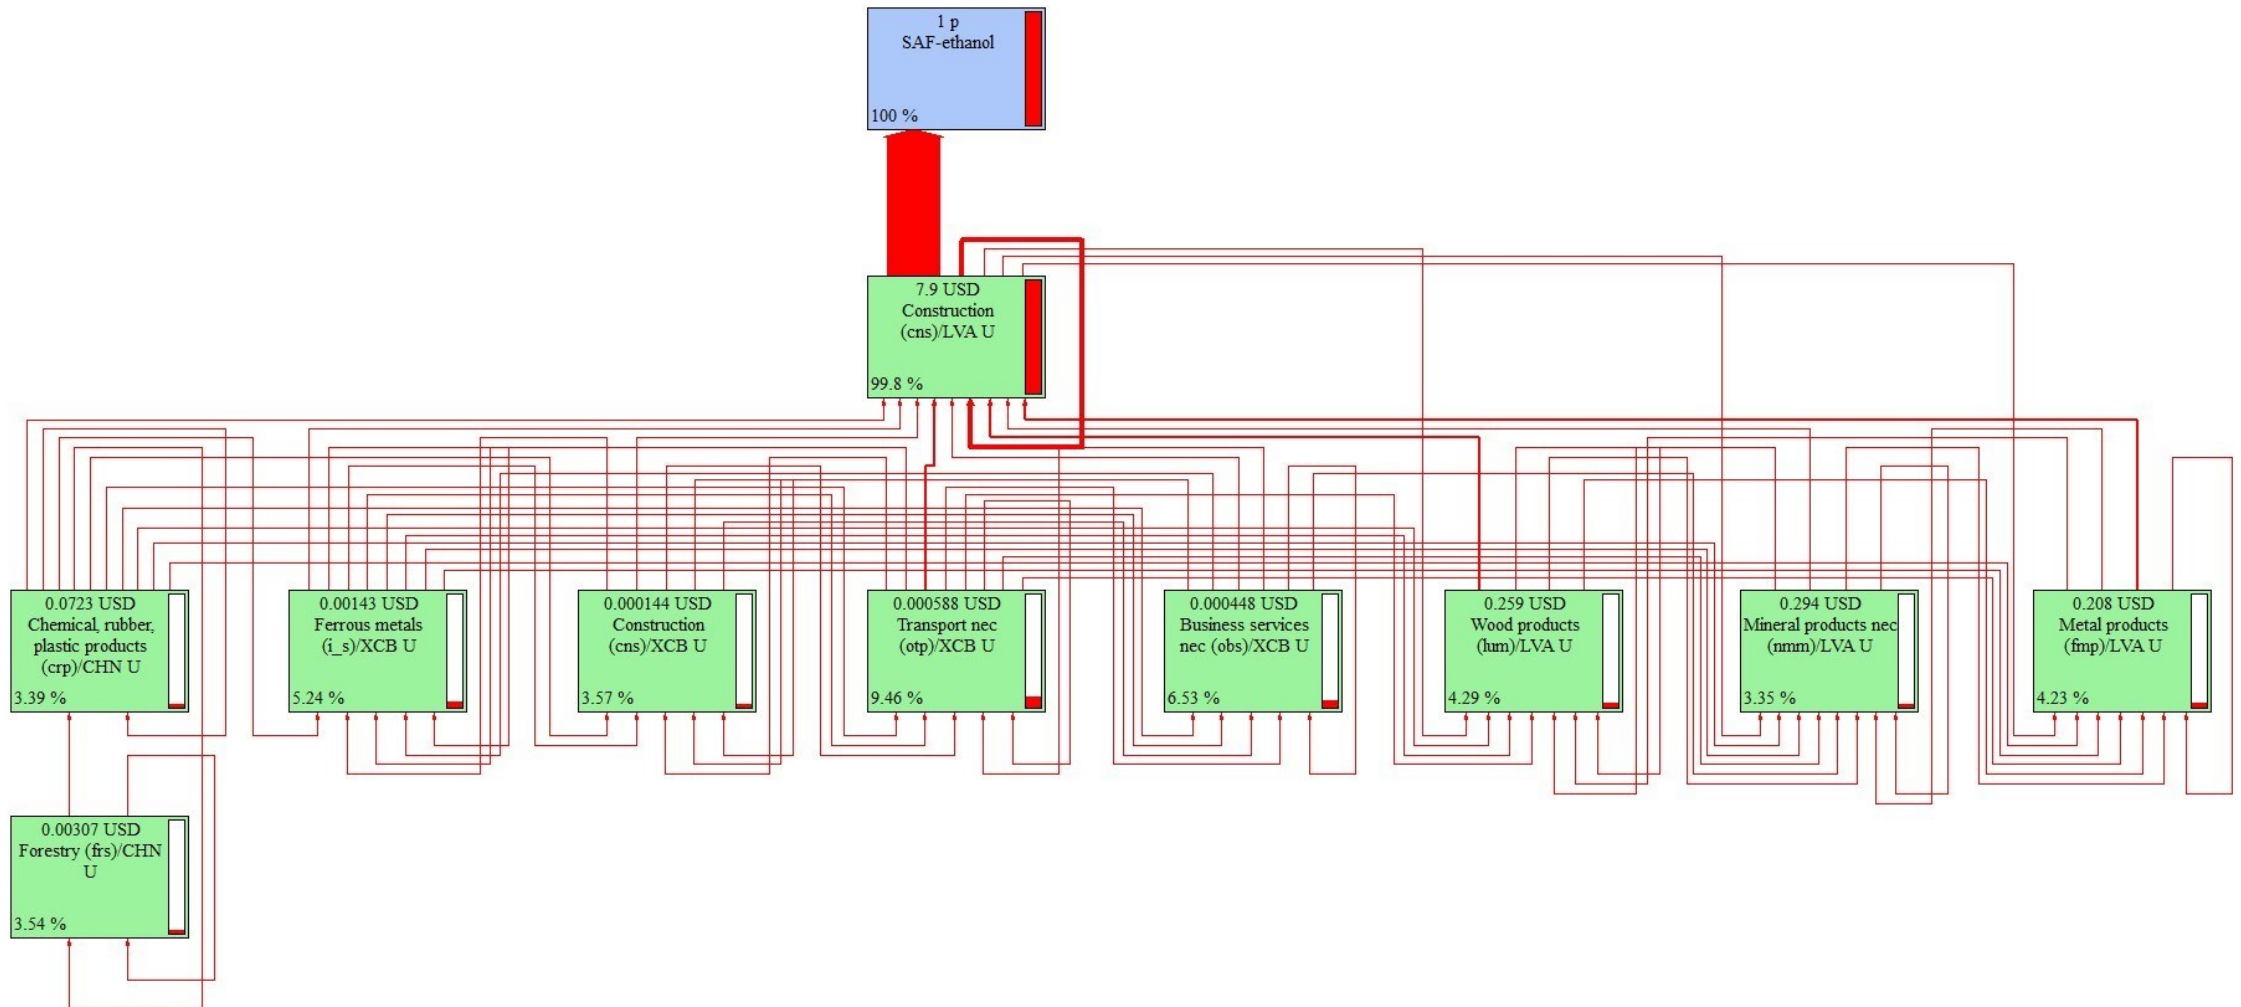 1 p
SAF-ethanol
100 %
7.9 USD
Construction
(cns)/LVA U
99.8 %
0.0723 USD
Chemical, rubber,
plastic products
(crp)/CHN U
3.39 %
0.00143 USD
Ferrous metals
(i_s)/XCB U
5.24 %
0.000144 USD
Construction
(cns)/XCB U
3.57 %
0.000588 USD
Transport nec
(otp)/XCB U
9.46 %
0.000448 USD
Business services
nec (obs)/XCB U
6.53 %
0.259 USD
Wood products
(lum)/LVA U
4.29 %
0.294 USD
Mineral products nec
(nmm)/LVA U
3.35 %
0.208 USD
Metal products
(fmp)/LVA U
4.23 %
0.00307 USD
Forestry (frs)/CHN
U
3.54 %